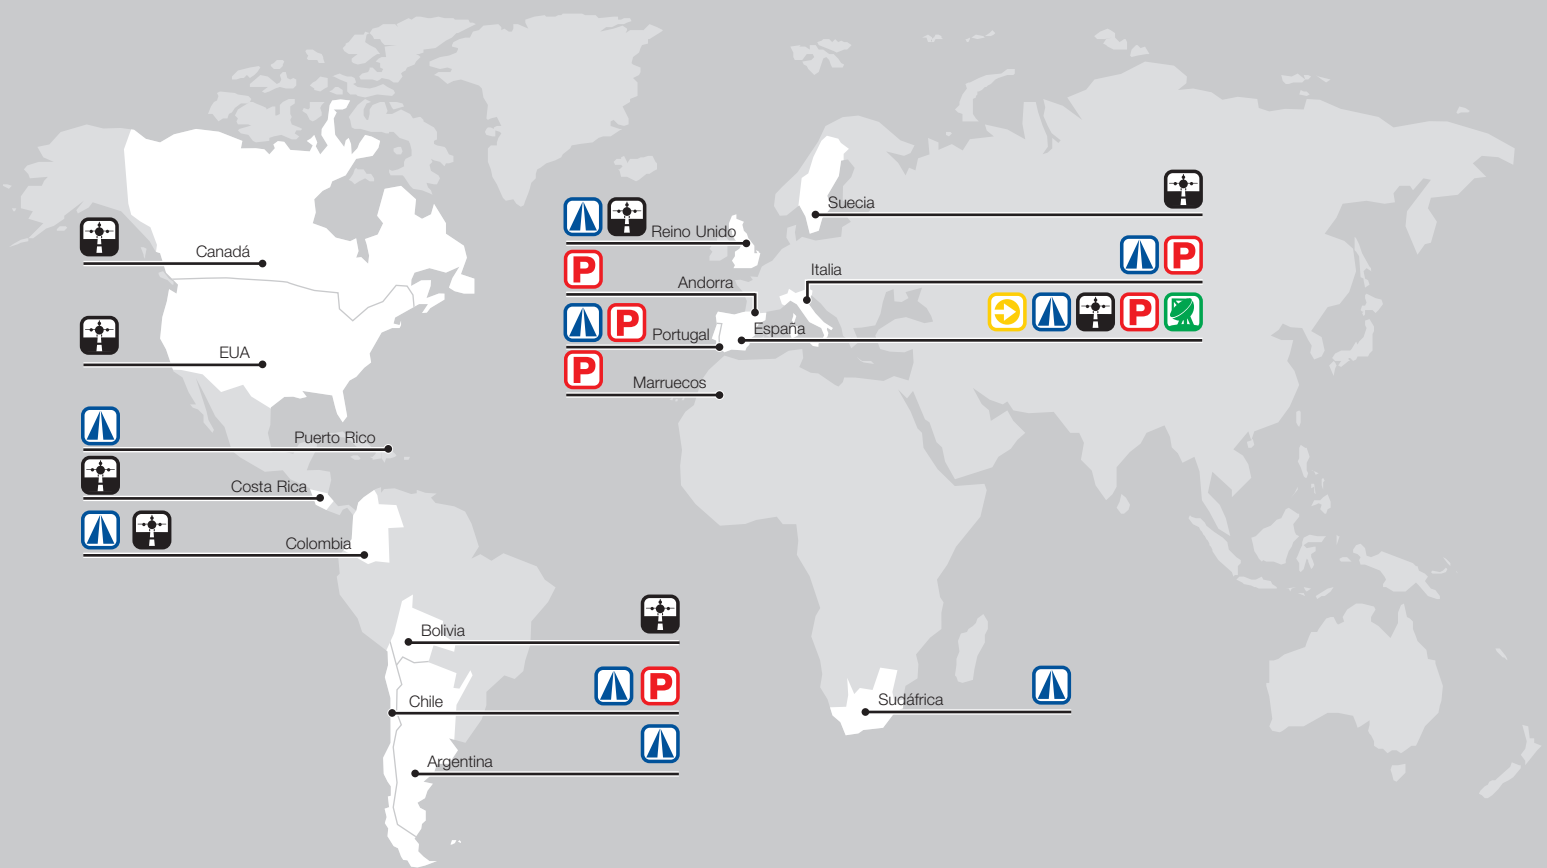 Canadá
EUA
Puerto Rico
Costa Rica
Colombia
Bolivia
Chile
P
Argentina
Reino Unido
P
Andorra
P
Portugal
P
Marruecos
Suecia
Italia
P
España
P
Sudáfrica